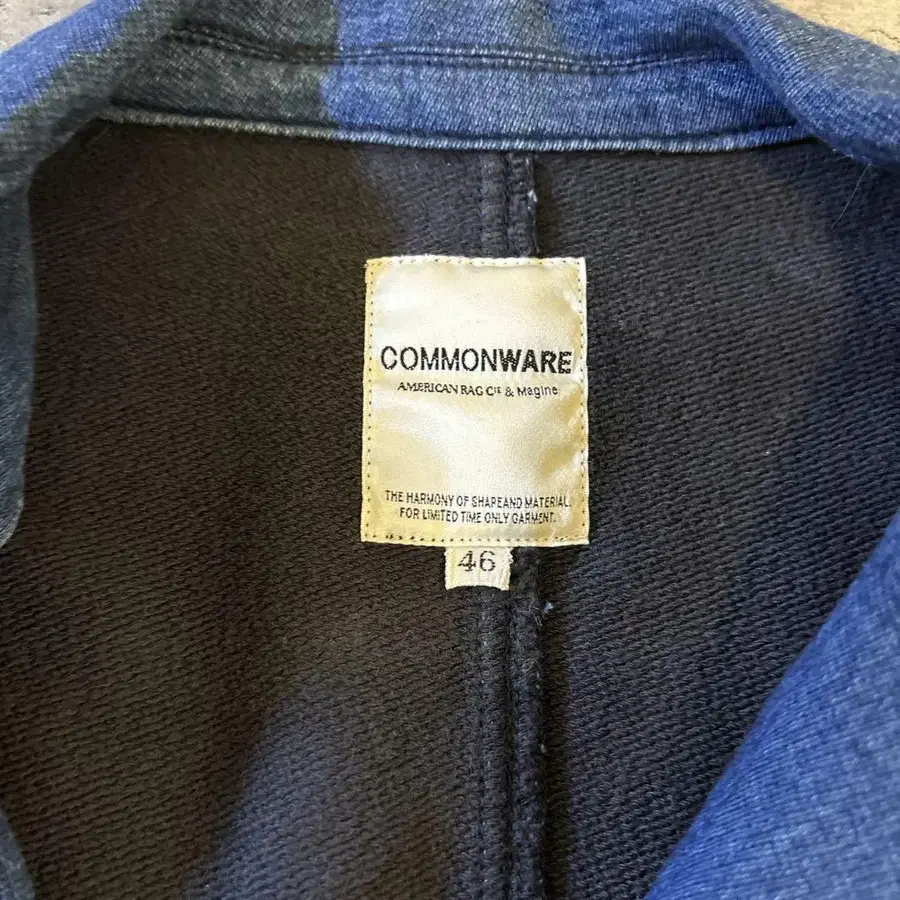 COMMONWARE
AMERICAN RAG CIE & Magine
THE HARMONY OF SHAPEAND MATERIAL.
FOR LIMITED TIME ONLY GARMENT.
46